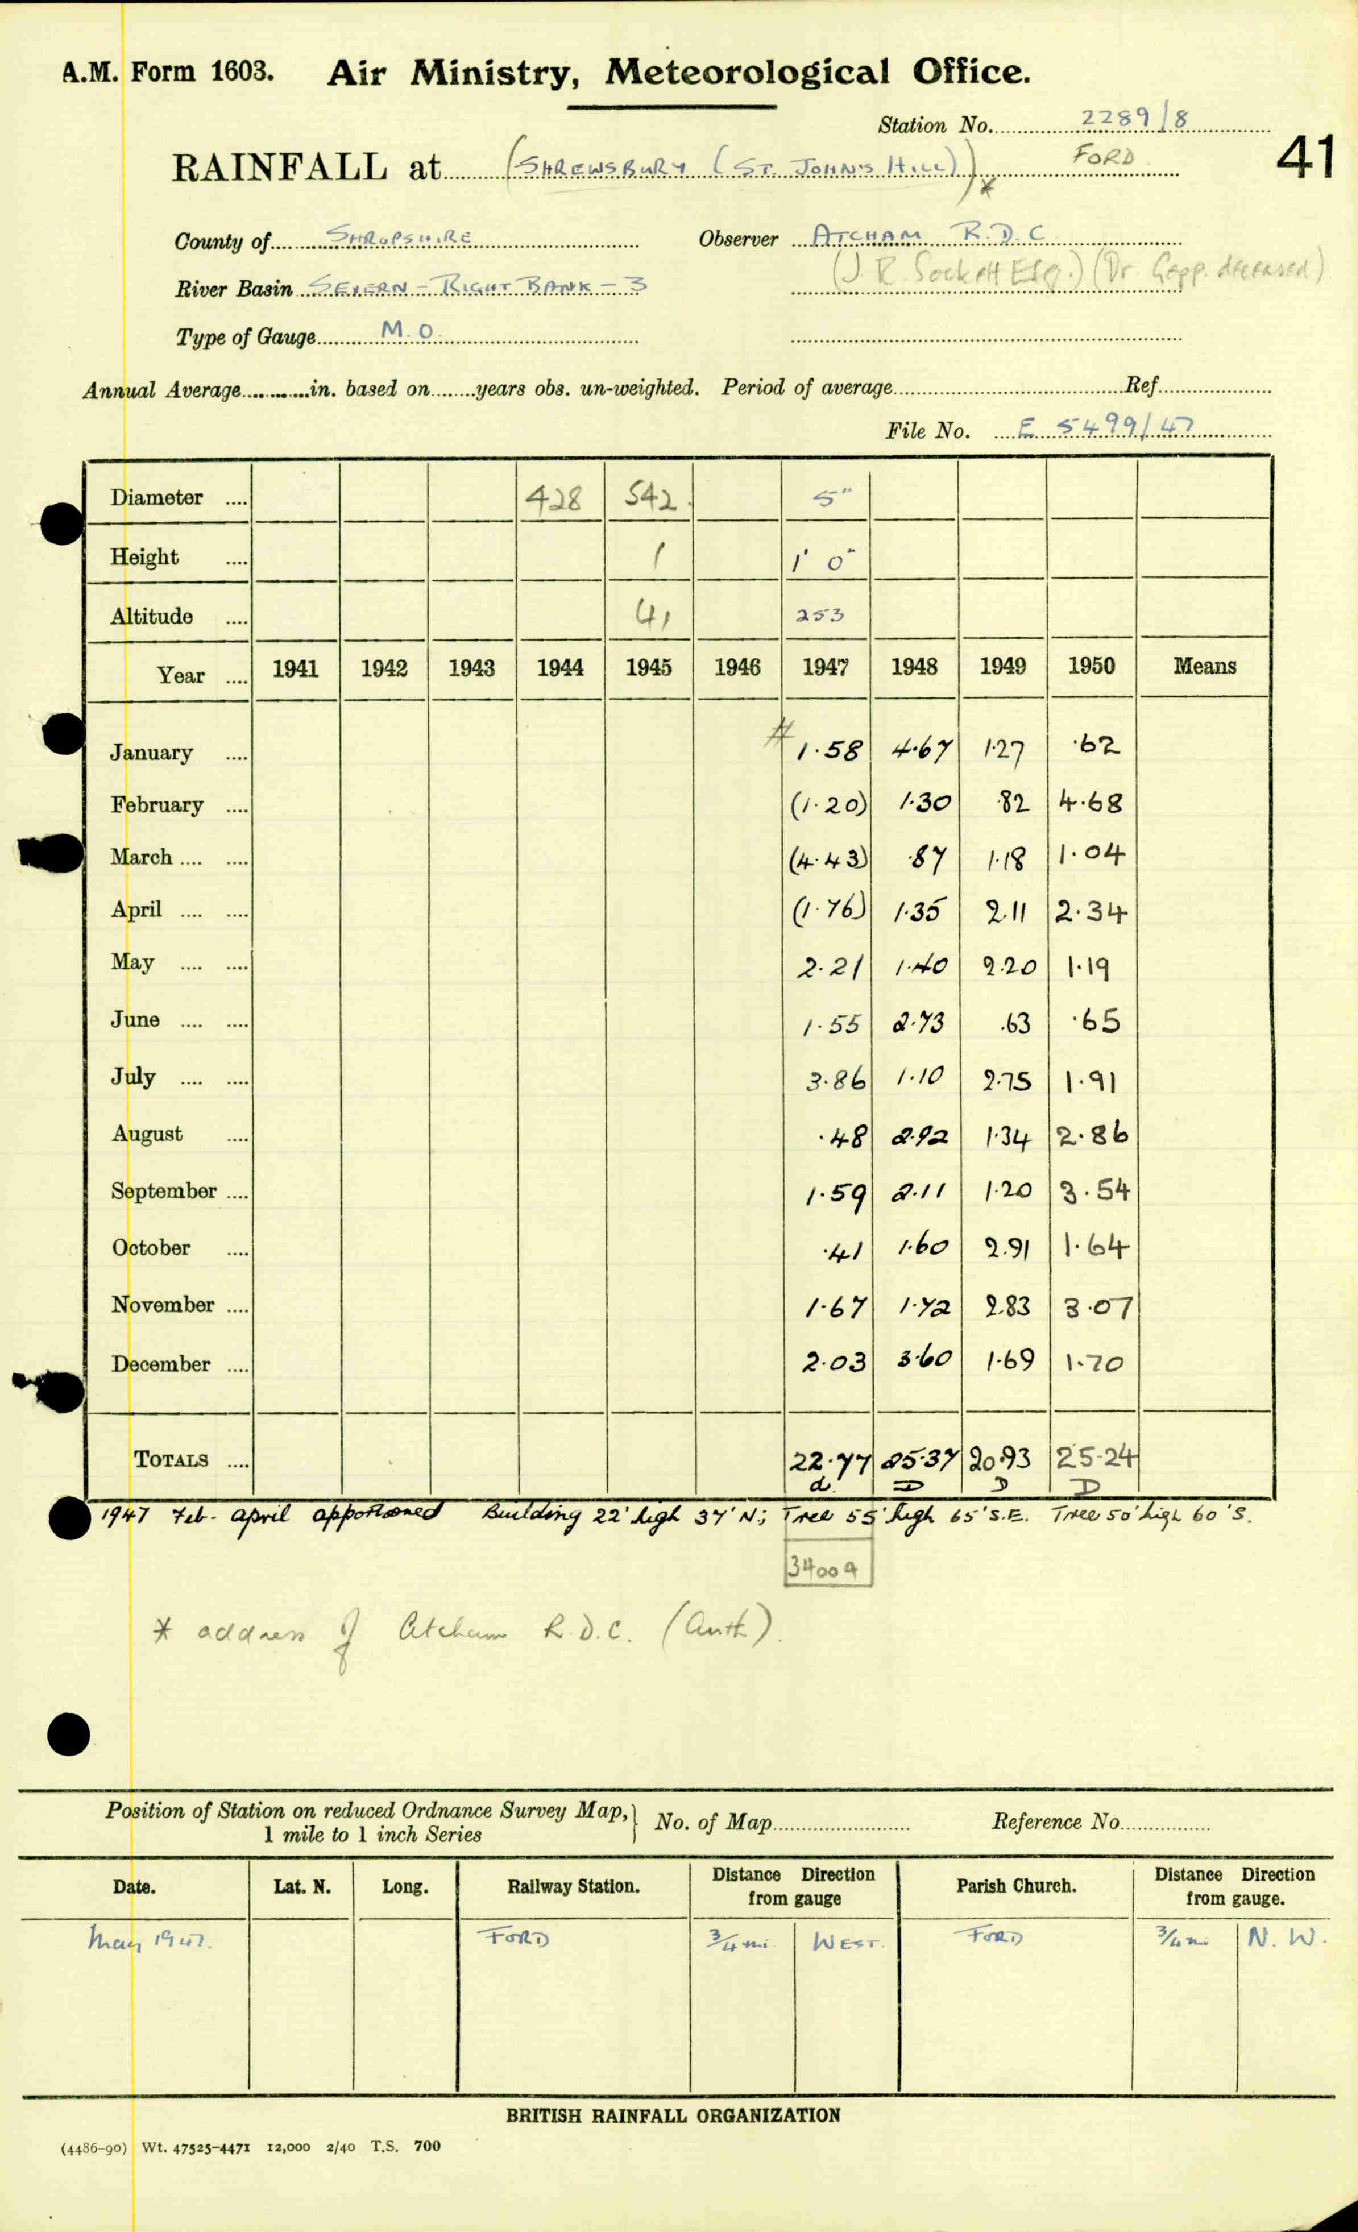 A.M. Form 1603. Air Ministry, Meteorological Office.
Station No. 2289/8
RAINFALL at (SHREWSBURY (ST. JOHN'S HILL))* FORD
41
County of SHROPSHIRE Observer ATCHAM R.D.C.
(J. R. Sockett Esq.) (Dr. Gepp. deceased)
River Basin SEVERN - RIGHT BANK - 3
Type of Gauge M.O.
Annual Average in. based on years obs. un-weighted. Period of average Ref.
File No. E 5499/47
Diameter 428 542. 5"
Height 1 1' 0"
Altitude 41 253
Year 1941 1942 1943 1944 1945 1946 1947 1948 1949 1950 Means
January # 1.58 4.67 1.27 .62
February (1.20) 1.30 .82 4.68
March (4.43) .87 1.18 1.04
April (1.76) 1.35 2.11 2.34
May 2.21 1.40 2.20 1.19
June 1.55 2.73 .63 .65
July 3.86 1.10 2.75 1.91
August .48 2.92 1.34 2.86
September 1.59 2.11 1.20 3.54
October .41 1.60 2.91 1.64
November 1.67 1.72 2.83 3.07
December 2.03 3.60 1.69 1.70
TOTALS 22.77 25.37 20.93 25.24
d. D D D
1947 Feb - april apportioned Building 22' high 37' N; Tree 55' high 65' S.E. Tree 50' high 60' S.
34009
* address of Atcham R.D.C. (Auth).
Position of Station on reduced Ordnance Survey Map, 1 mile to 1 inch Series } No. of Map Reference No.
Date. Lat. N. Long. Railway Station. Distance from gauge Direction Parish Church. Distance from gauge. Direction
May 1947. FORD 3/4 mi. WEST. FORD 3/4 m. N. W.
BRITISH RAINFALL ORGANIZATION
(4486-90) Wt. 47525-4471 12,000 2/40 T.S. 700